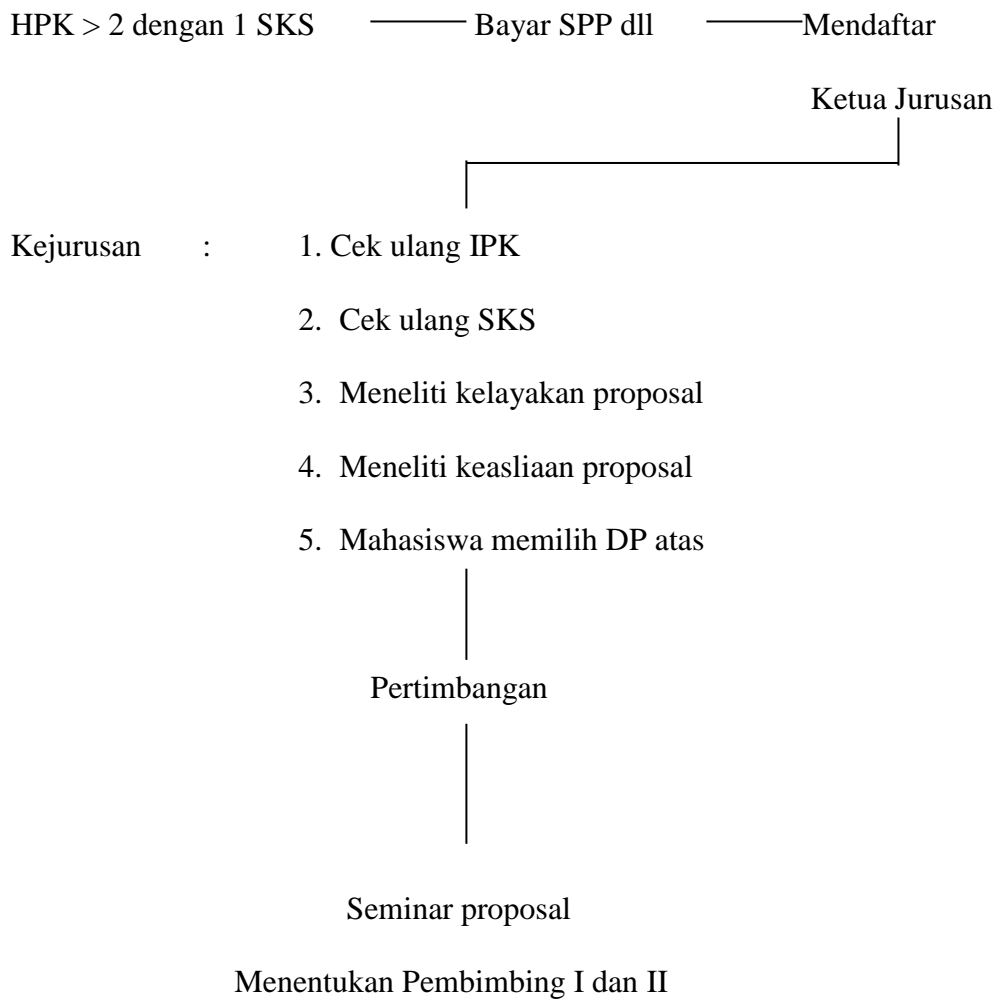 HPK > 2 dengan 1 SKS Bayar SPP dll Mendaftar
Ketua Jurusan
Kejurusan : 1. Cek ulang IPK
2. Cek ulang SKS
3. Meneliti kelayakan proposal
4. Meneliti keasliaan proposal
5. Mahasiswa memilih DP atas
Pertimbangan
Seminar proposal
Menentukan Pembimbing I dan II